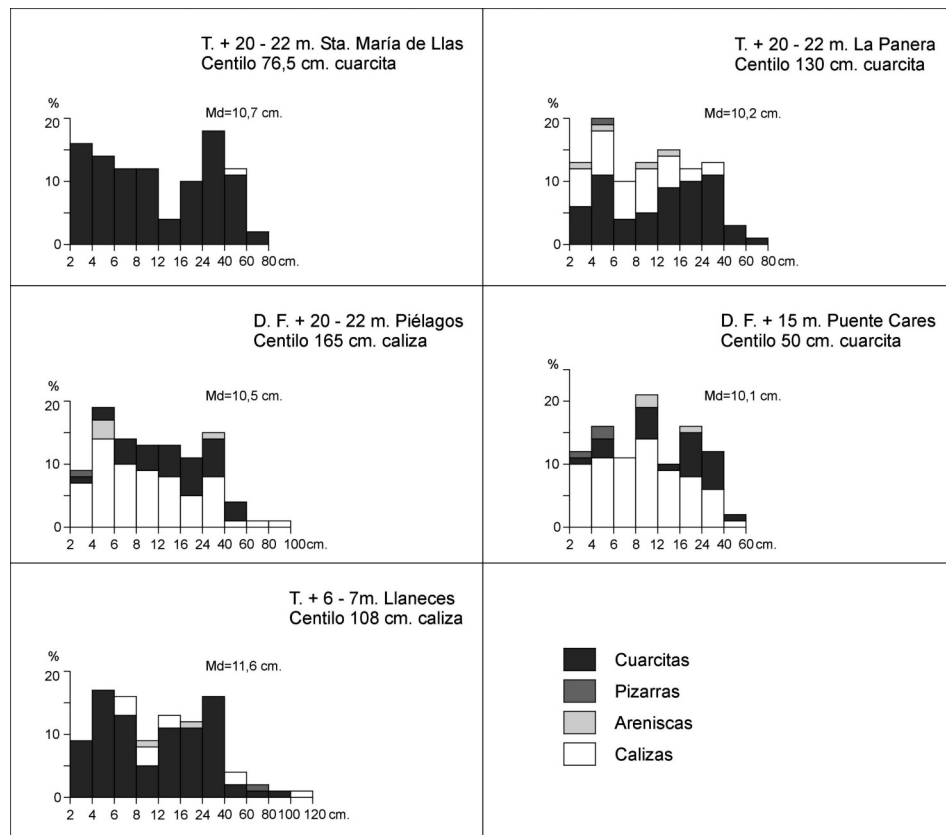 T. + 20 - 22 m. Sta. María de Llas
Centilo 76,5 cm. cuarcita
%
Md=10,7 cm.
20
10
0
2 4 6 8 12 16 24 40 60 80 cm.
T. + 20 - 22 m. La Panera
Centilo 130 cm. cuarcita
%
Md=10,2 cm.
20
10
0
2 4 6 8 12 16 24 40 60 80 cm.
D. F. + 20 - 22 m. Piélagos
Centilo 165 cm. caliza
%
Md=10,5 cm.
20
10
0
2 4 6 8 12 16 24 40 60 80 100 cm.
D. F. + 15 m. Puente Cares
Centilo 50 cm. cuarcita
%
Md=10,1 cm.
20
10
0
2 4 6 8 12 16 24 40 60 cm.
T. + 6 - 7m. Llaneces
Centilo 108 cm. caliza
%
Md=11,6 cm.
20
10
0
2 4 6 8 12 16 24 40 60 80 100 120 cm.
Cuarcitas
Pizarras
Areniscas
Calizas